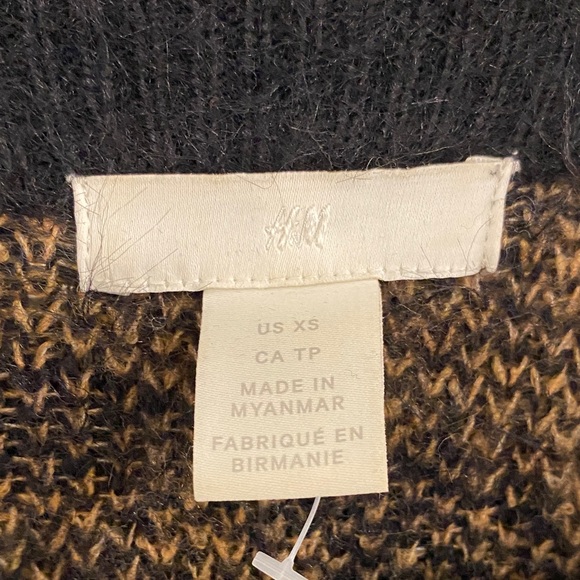 H&M
US XS
CA TP
MADE IN
MYANMAR
FABRIQUÉ EN
BIRMANIE